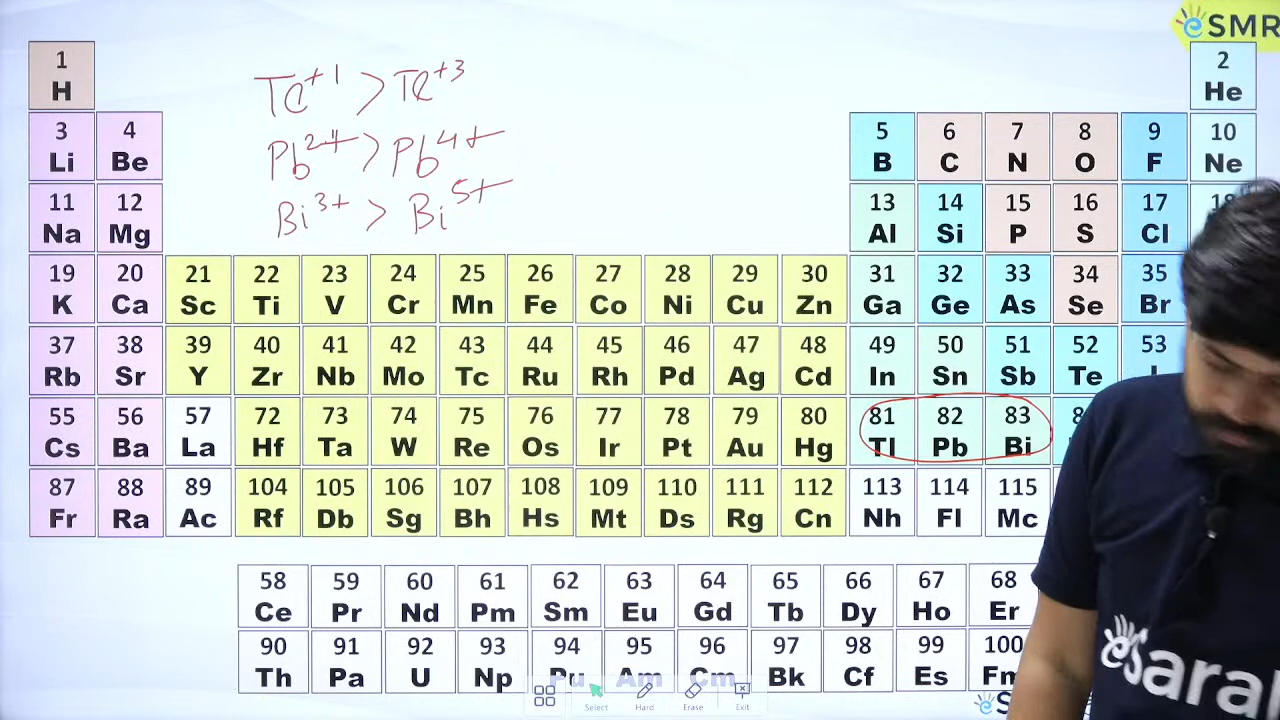 eSMR
1 2
H He
Tl+1 > Tl+3
3 4 5 6 7 8 9 10
Li Be B C N O F Ne
Pb2+ > Pb4+
11 12 13 14 15 16 17
Na Mg Al Si P S Cl
Bi3+ > Bi5+
19 20 21 22 23 24 25 26 27 28 29 30 31 32 33 34 35
K Ca Sc Ti V Cr Mn Fe Co Ni Cu Zn Ga Ge As Se Br
37 38 39 40 41 42 43 44 45 46 47 48 49 50 51 52 53
Rb Sr Y Zr Nb Mo Tc Ru Rh Pd Ag Cd In Sn Sb Te
55 56 57 72 73 74 75 76 77 78 79 80 81 82 83
Cs Ba La Hf Ta W Re Os Ir Pt Au Hg Tl Pb Bi
87 88 89 104 105 106 107 108 109 110 111 112 113 114 115
Fr Ra Ac Rf Db Sg Bh Hs Mt Ds Rg Cn Nh Fl Mc
58 59 60 61 62 63 64 65 66 67 68
Ce Pr Nd Pm Sm Eu Gd Tb Dy Ho Er
90 91 92 93 94 95 96 97 98 99 100
Th Pa U Np Pu Am Cm Bk Cf Es Fm
Select Hard Erase Exit
eSaral